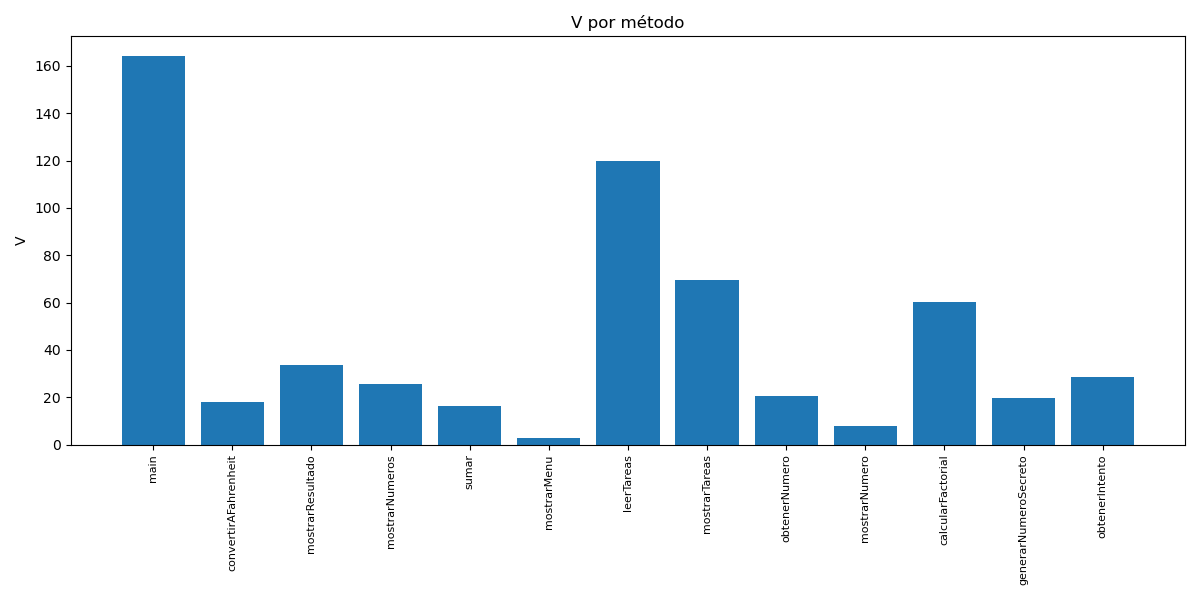 V por método
V
160
140
120
100
80
60
40
20
0
main
convertirAFahrenheit
mostrarResultado
mostrarNumeros
sumar
mostrarMenu
leerTareas
mostrarTareas
obtenerNumero
mostrarNumero
calcularFactorial
generarNumeroSecreto
obtenerIntento